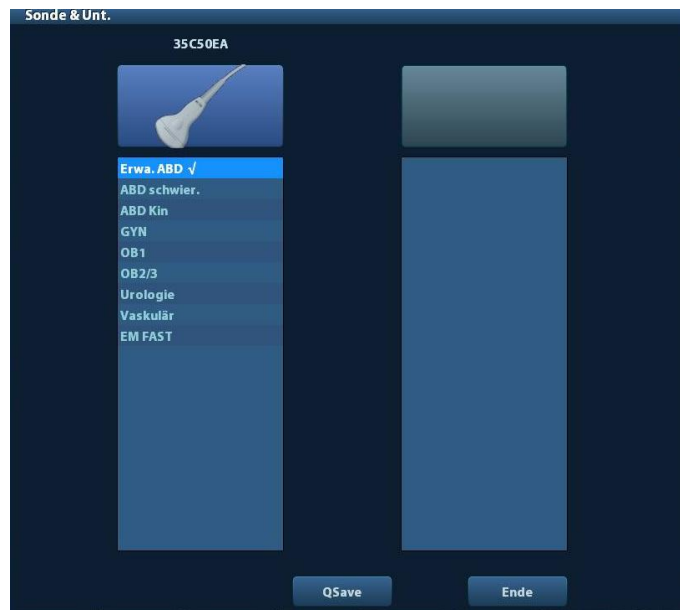 Sonde & Unt.
35C50EA
Erwa. ABD √
ABD schwier.
ABD Kin
GYN
OB1
OB2/3
Urologie
Vaskulär
EM FAST
QSave
Ende